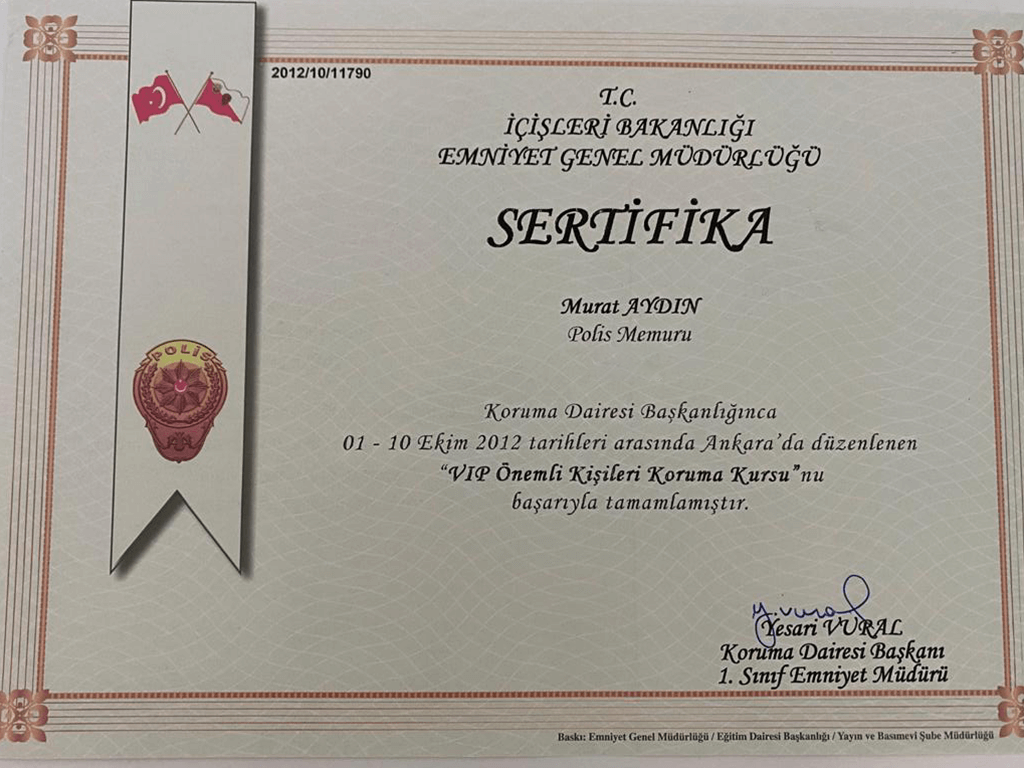 2012/10/11790
T.C.
İÇİŞLERİ BAKANLIĞI
EMNİYET GENEL MÜDÜRLÜĞÜ
SERTİFİKA
Murat AYDIN
Polis Memuru
POLİS
Koruma Dairesi Başkanlığınca
01 - 10 Ekim 2012 tarihleri arasında Ankara'da düzenlenen
"VIP Önemli Kişileri Koruma Kursu"nu
başarıyla tamamlamıştır.
y.vural
Yesari VURAL
Koruma Dairesi Başkanı
1. Sınıf Emniyet Müdürü
Baskı: Emniyet Genel Müdürlüğü / Eğitim Dairesi Başkanlığı / Yayın ve Basımevi Şube Müdürlüğü